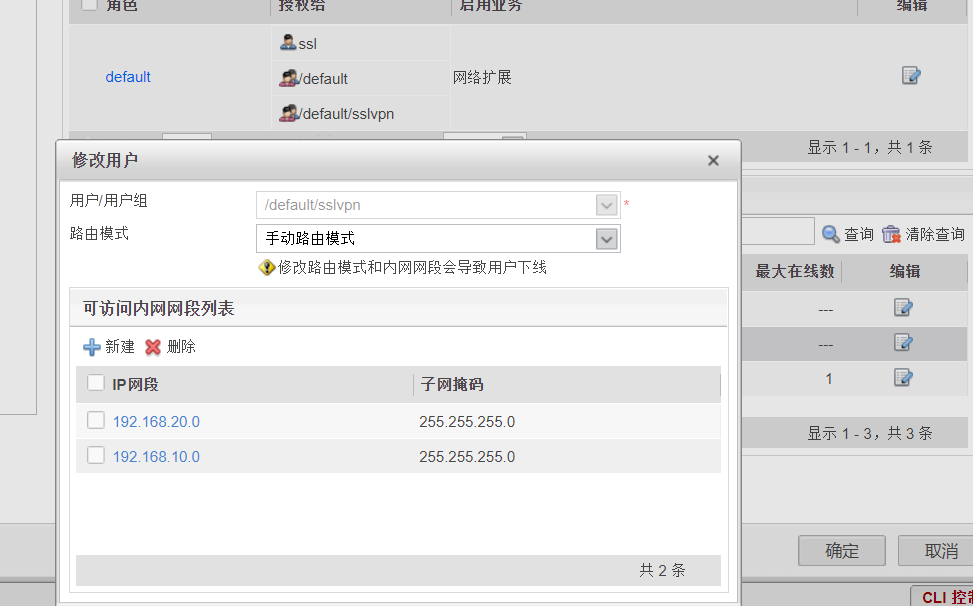 角色 授权给 启用业务 编辑
ssl
default /default 网络扩展
/default/sslvpn
显示 1 - 1，共 1 条
修改用户
用户/用户组 /default/sslvpn *
路由模式 手动路由模式
修改路由模式和内网网段会导致用户下线
查询 清除查询
最大在线数 编辑
---
---
1
显示 1 - 3，共 3 条
可访问内网网段列表
新建 删除
IP网段 子网掩码
192.168.20.0 255.255.255.0
192.168.10.0 255.255.255.0
共 2 条
确定 取消
CLI 控